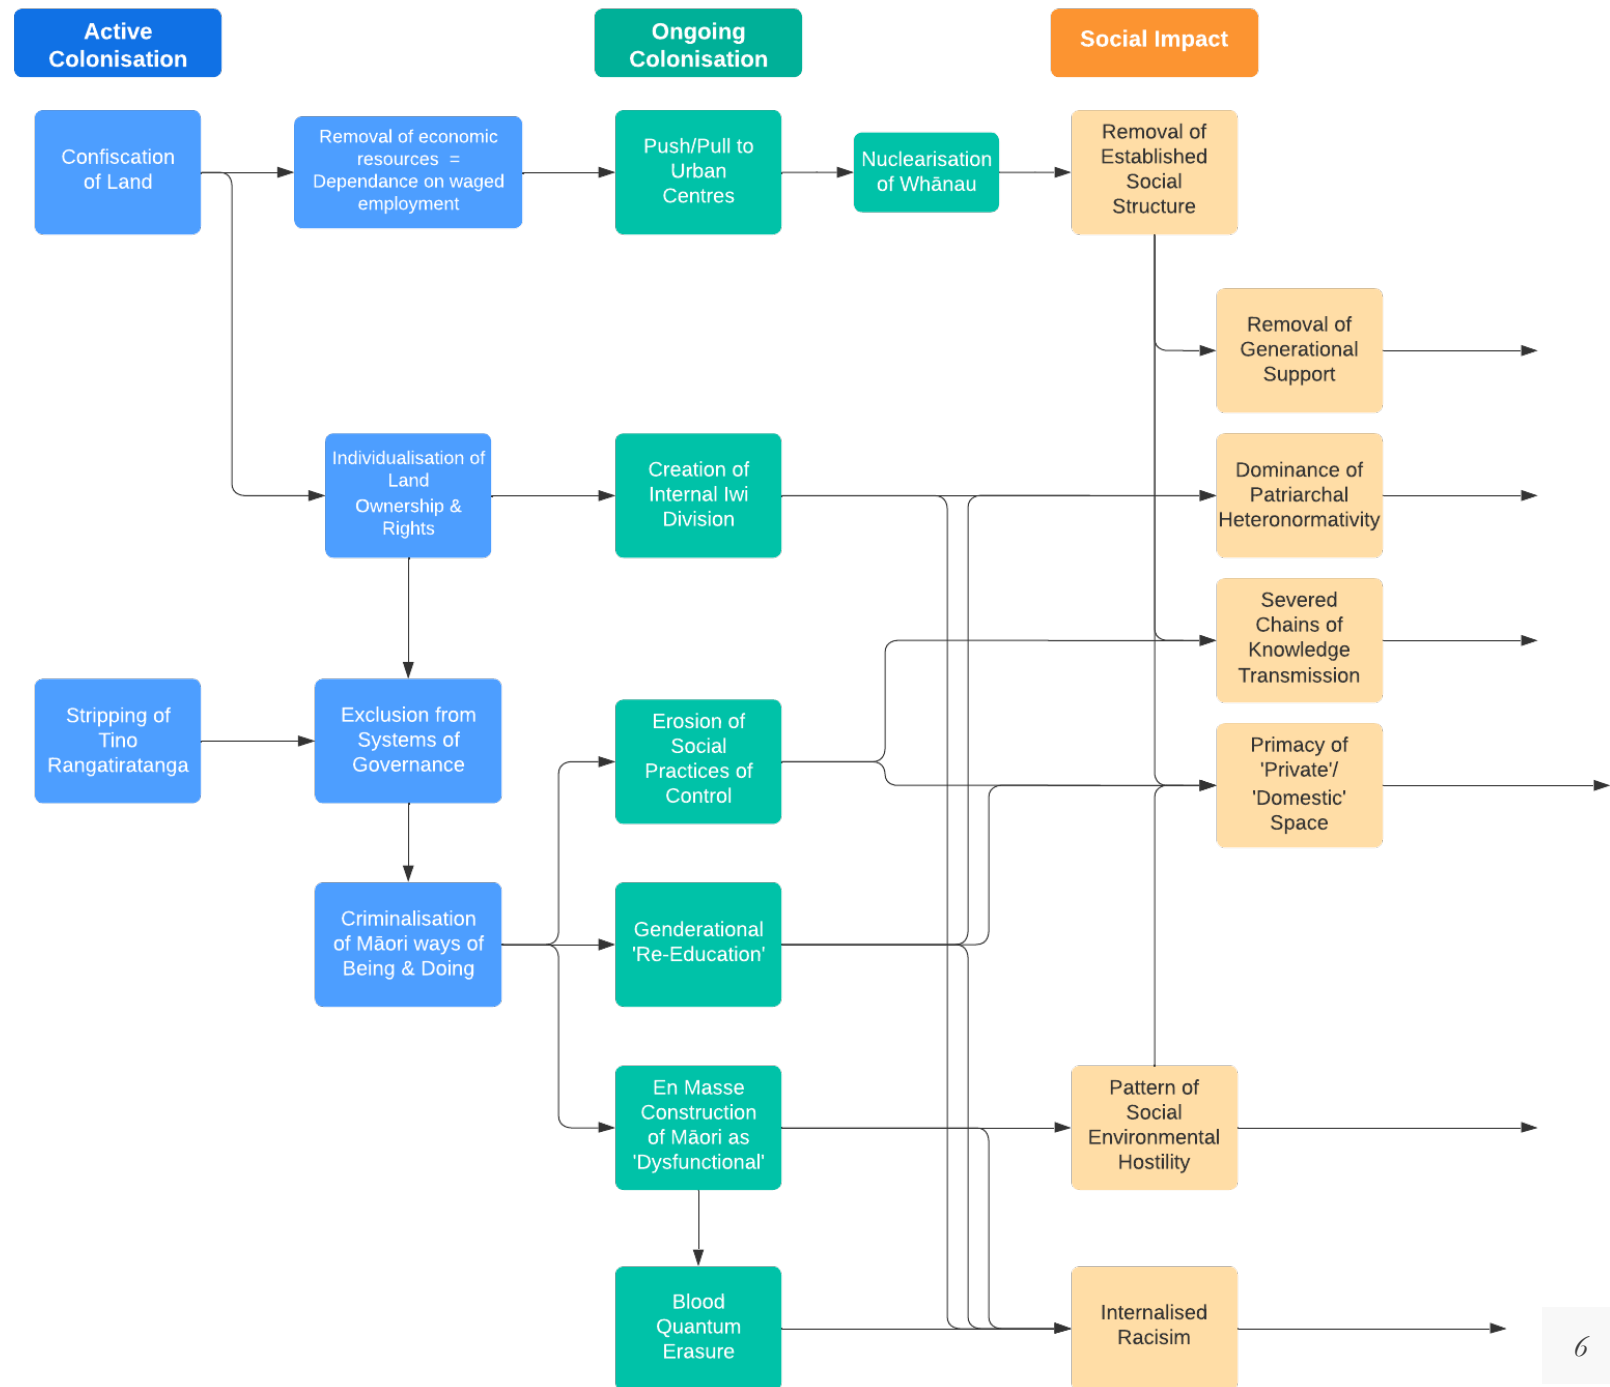 Active
Colonisation
Ongoing
Colonisation
Social Impact
Confiscation
of Land
Removal of economic
resources =
Dependance on waged
employment
Push/Pull to
Urban
Centres
Nuclearisation
of Whānau
Removal of
Established
Social
Structure
Removal of
Generational
Support
Individualisation of
Land
Ownership &
Rights
Creation of
Internal Iwi
Division
Dominance of
Patriarchal
Heteronormativity
Severed
Chains of
Knowledge
Transmission
Stripping of
Tino
Rangatiratanga
Exclusion from
Systems of
Governance
Erosion of
Social
Practices of
Control
Primacy of
'Private'/
'Domestic'
Space
Criminalisation
of Māori ways of
Being & Doing
Genderational
'Re-Education'
En Masse
Construction
of Māori as
'Dysfunctional'
Pattern of
Social
Environmental
Hostility
Blood
Quantum
Erasure
Internalised
Racisim
6